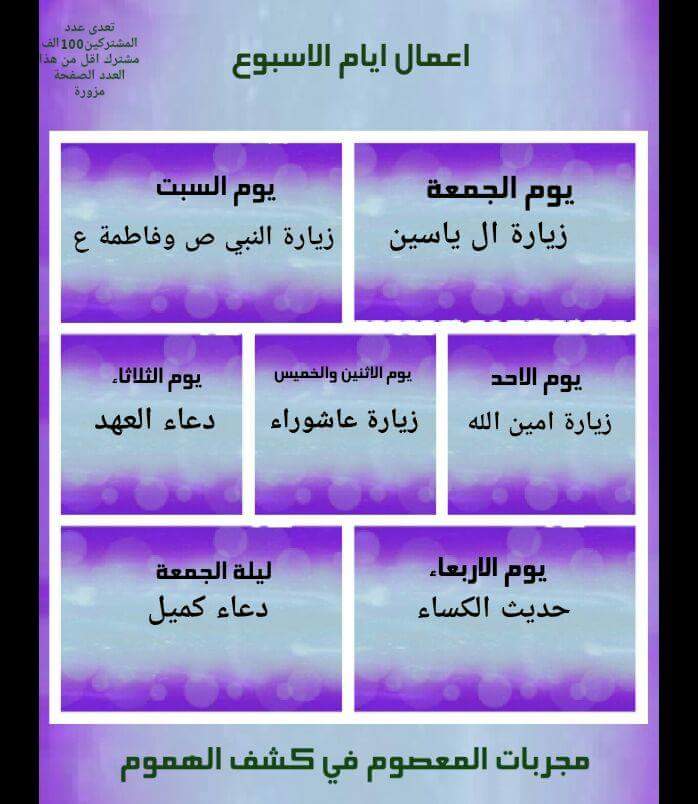 تعدى عدد
المشتركين100الف
مشترك اقل من هذا
العدد الصفحة
مزورة
اعمال ايام الاسبوع
يوم الجمعة
زيارة ال ياسين
يوم السبت
زيارة النبي ص وفاطمة ع
يوم الاحد
زيارة امين الله
يوم الاثنين والخميس
زيارة عاشوراء
يوم الثلاثاء
دعاء العهد
يوم الاربعاء
حديث الكساء
ليلة الجمعة
دعاء كميل
مجربات المعصوم في كشف الهموم